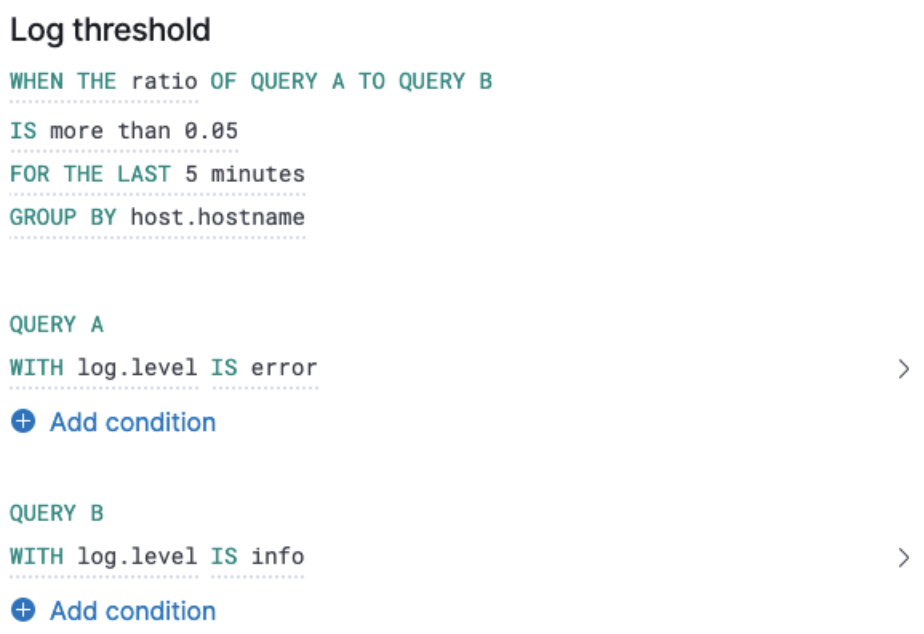 Log threshold
WHEN THE ratio OF QUERY A TO QUERY B
IS more than 0.05
FOR THE LAST 5 minutes
GROUP BY host.hostname
QUERY A
WITH log.level IS error
Add condition
QUERY B
WITH log.level IS info
Add condition